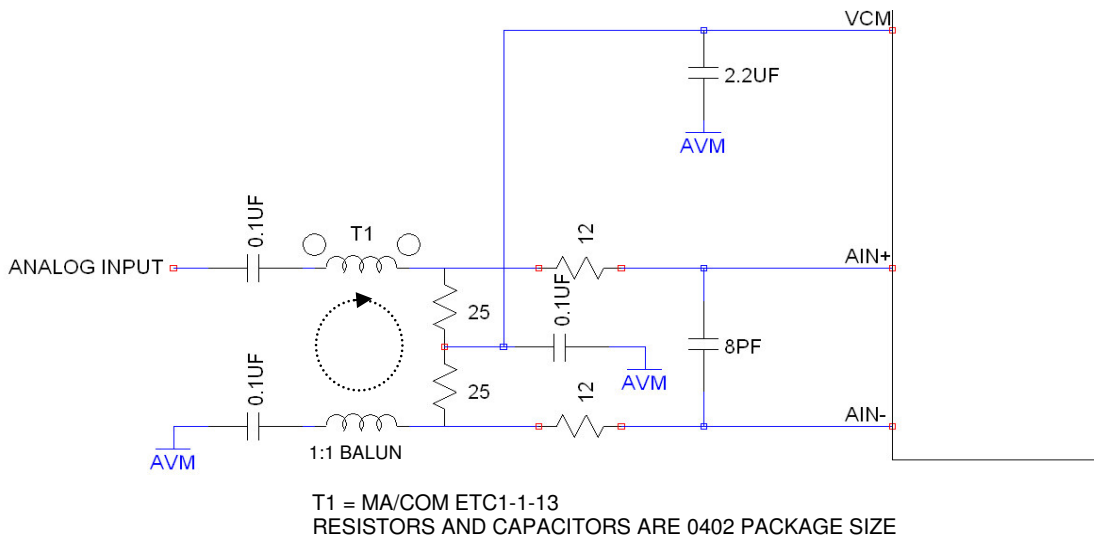 VCM
2.2UF
AVM
0.1UF
T1
12
ANALOG INPUT
AIN+
25
0.1UF
8PF
0.1UF
25
AVM
12
AIN-
AVM
1:1 BALUN
T1 = MA/COM ETC1-1-13
RESISTORS AND CAPACITORS ARE 0402 PACKAGE SIZE